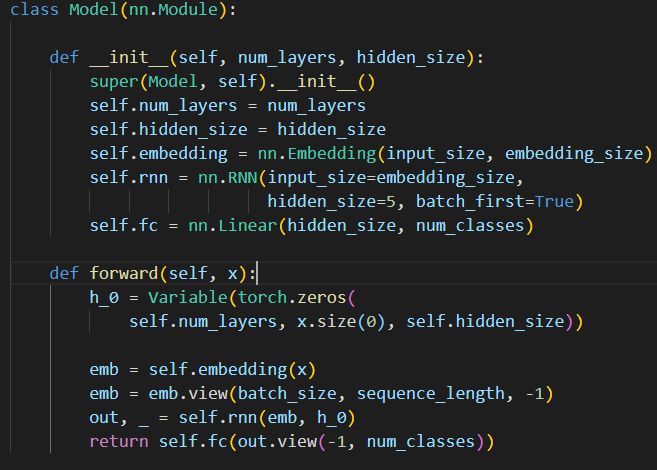 class Model(nn.Module):
def __init__(self, num_layers, hidden_size):
super(Model, self).__init__()
self.num_layers = num_layers
self.hidden_size = hidden_size
self.embedding = nn.Embedding(input_size, embedding_size)
self.rnn = nn.RNN(input_size=embedding_size,
hidden_size=5, batch_first=True)
self.fc = nn.Linear(hidden_size, num_classes)
def forward(self, x):
h_0 = Variable(torch.zeros(
self.num_layers, x.size(0), self.hidden_size))
emb = self.embedding(x)
emb = emb.view(batch_size, sequence_length, -1)
out, _ = self.rnn(emb, h_0)
return self.fc(out.view(-1, num_classes))